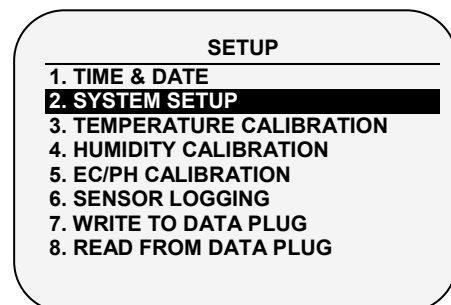 SETUP
1. TIME & DATE
2. SYSTEM SETUP
3. TEMPERATURE CALIBRATION
4. HUMIDITY CALIBRATION
5. EC/PH CALIBRATION
6. SENSOR LOGGING
7. WRITE TO DATA PLUG
8. READ FROM DATA PLUG